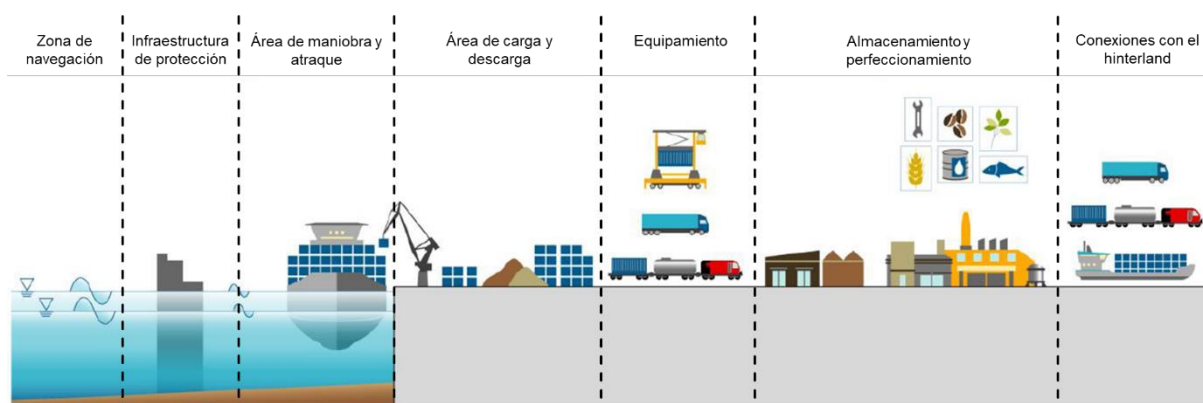 Zona de
navegación
Infraestructura
de protección
Área de maniobra y
atraque
Área de carga y
descarga
Equipamiento
Almacenamiento y
perfeccionamiento
Conexiones con el
hinterland